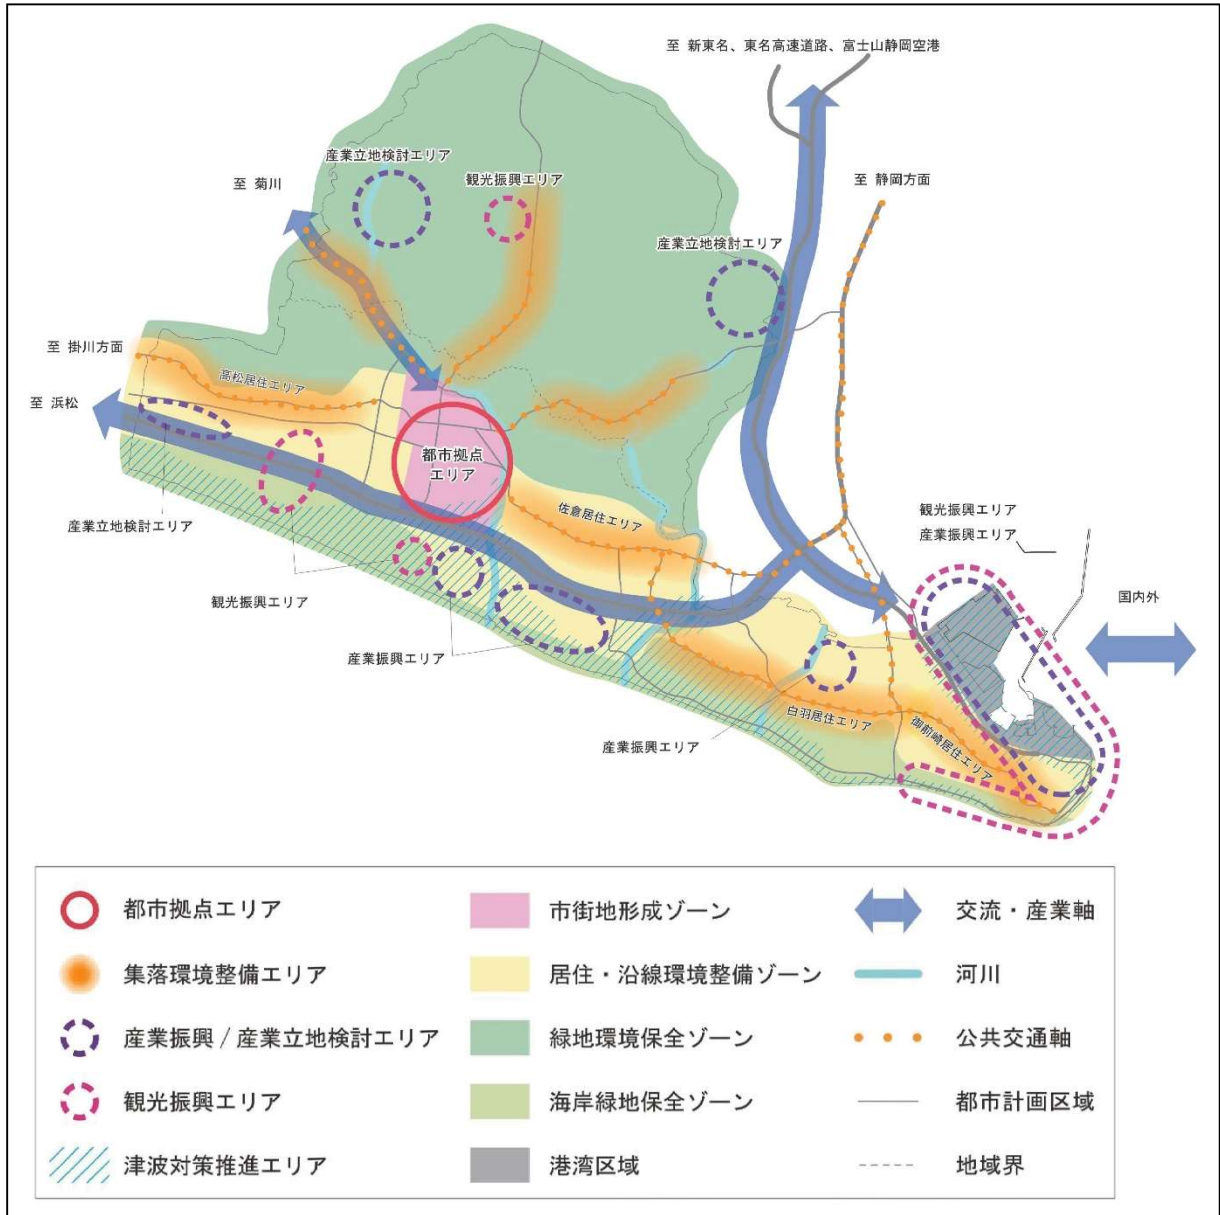 至 新東名、東名高速道路、富士山静岡空港
産業立地検討エリア
観光振興エリア
至 菊川
至 静岡方面
産業立地検討エリア
至 掛川方面
高松居住エリア
至 浜松
都市拠点
エリア
産業立地検討エリア
佐倉居住エリア
観光振興エリア
産業振興エリア
国内外
観光振興エリア
産業振興エリア
白羽居住エリア
御前崎居住エリア
産業振興エリア
都市拠点エリア
市街地形成ゾーン
交流・産業軸
集落環境整備エリア
居住・沿線環境整備ゾーン
河川
産業振興 / 産業立地検討エリア
緑地環境保全ゾーン
公共交通軸
観光振興エリア
海岸緑地保全ゾーン
都市計画区域
津波対策推進エリア
港湾区域
地域界